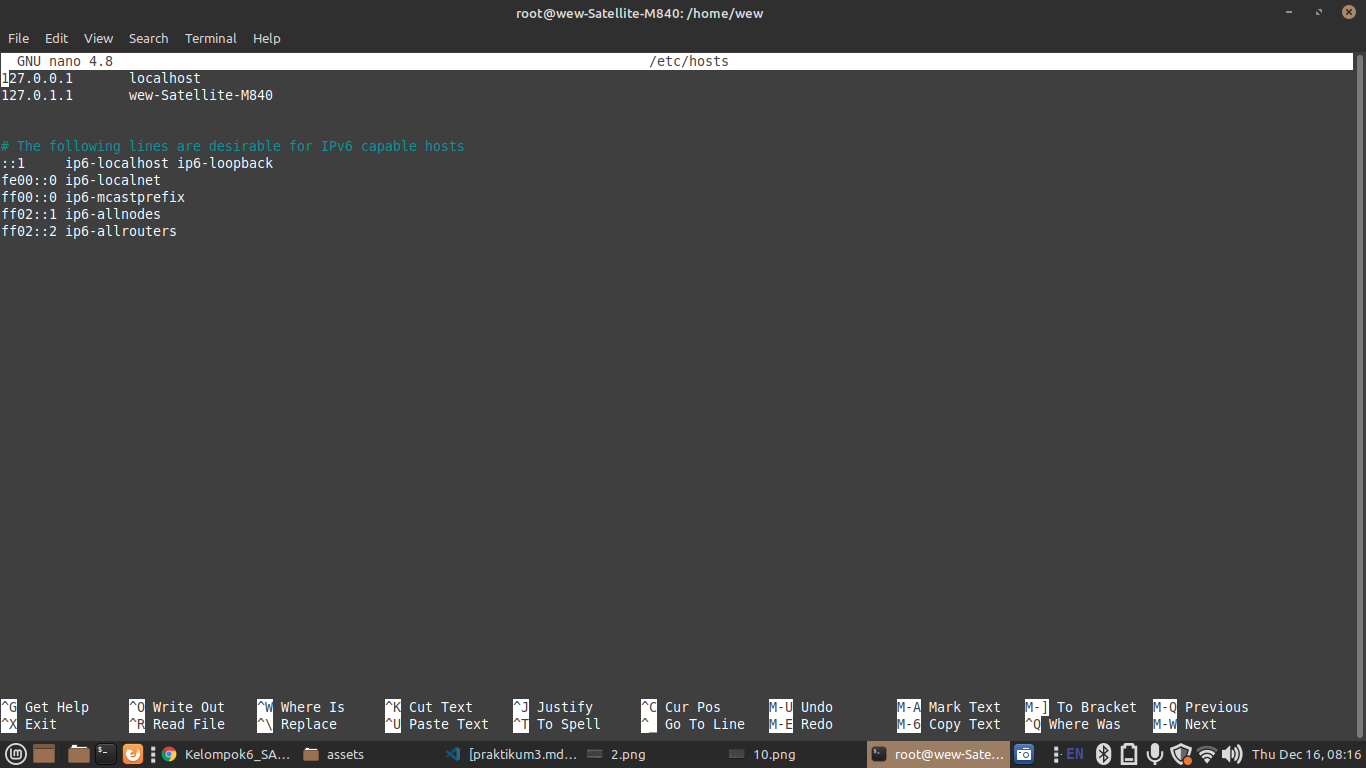 root@wew-Satellite-M840: /home/wew
File Edit View Search Terminal Help
GNU nano 4.8 /etc/hosts
127.0.0.1 localhost
127.0.1.1 wew-Satellite-M840
# The following lines are desirable for IPv6 capable hosts
::1 ip6-localhost ip6-loopback
fe00::0 ip6-localnet
ff00::0 ip6-mcastprefix
ff02::1 ip6-allnodes
ff02::2 ip6-allrouters
^G Get Help ^O Write Out ^W Where Is ^K Cut Text ^J Justify ^C Cur Pos M-U Undo M-A Mark Text M-] To Bracket M-Q Previous
^X Exit ^R Read File ^\ Replace ^U Paste Text ^T To Spell ^_ Go To Line M-E Redo M-6 Copy Text ^Q Where Was M-W Next
Kelompok6_SA... assets [praktikum3.md... 2.png 10.png root@wew-Sate... EN Thu Dec 16, 08:16